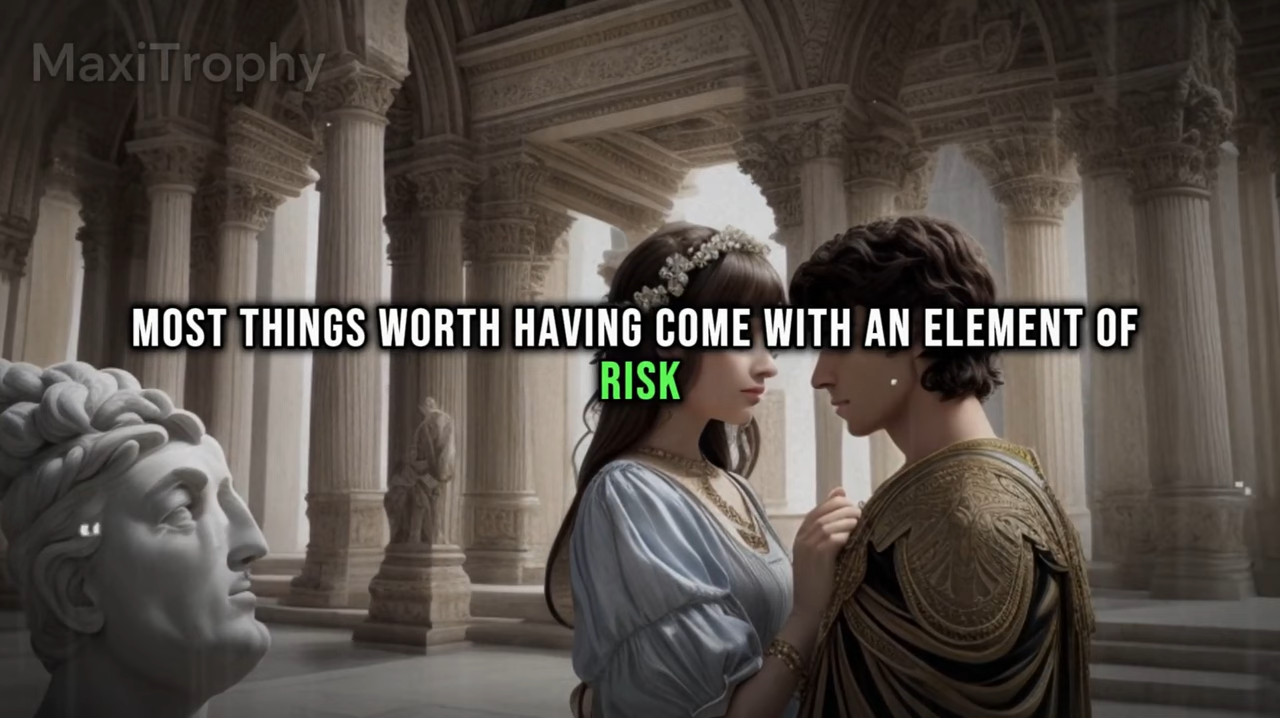 MaxiTrophy
MOST THINGS WORTH HAVING COME WITH AN ELEMENT OF
RISK